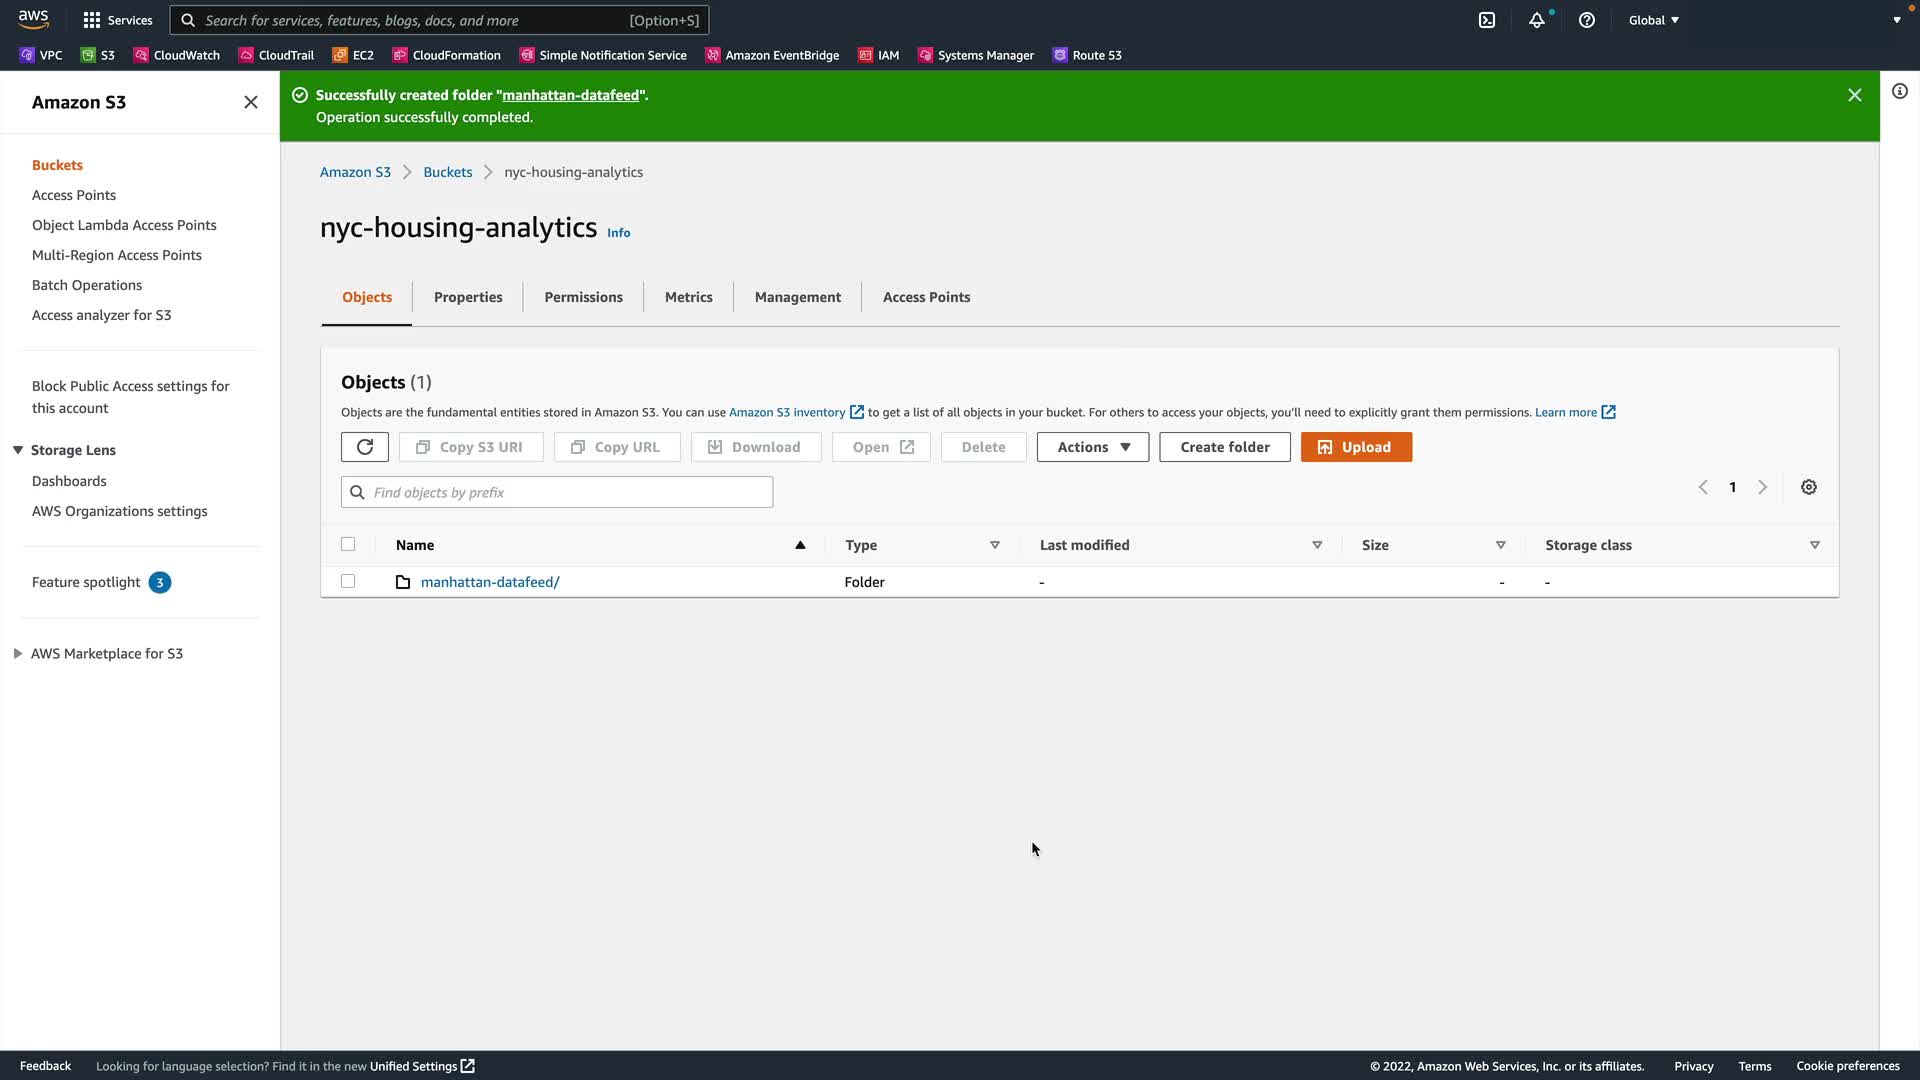 aws
Services
Search for services, features, blogs, docs, and more
[Option+S]
Global
VPC
S3
CloudWatch
CloudTrail
EC2
CloudFormation
Simple Notification Service
Amazon EventBridge
IAM
Systems Manager
Route 53
Amazon S3
Buckets
Access Points
Object Lambda Access Points
Multi-Region Access Points
Batch Operations
Access analyzer for S3
Block Public Access settings for
this account
Storage Lens
Dashboards
AWS Organizations settings
Feature spotlight 3
AWS Marketplace for S3
Successfully created folder "manhattan-datafeed".
Operation successfully completed.
Amazon S3 > Buckets > nyc-housing-analytics
nyc-housing-analytics Info
Objects
Properties
Permissions
Metrics
Management
Access Points
Objects (1)
Objects are the fundamental entities stored in Amazon S3. You can use Amazon S3 inventory to get a list of all objects in your bucket. For others to access your objects, you'll need to explicitly grant them permissions. Learn more
Copy S3 URI
Copy URL
Download
Open
Delete
Actions
Create folder
Upload
Find objects by prefix
1
Name
Type
Last modified
Size
Storage class
manhattan-datafeed/
Folder
-
-
-
Feedback
Looking for language selection? Find it in the new Unified Settings
© 2022, Amazon Web Services, Inc. or its affiliates.
Privacy
Terms
Cookie preferences